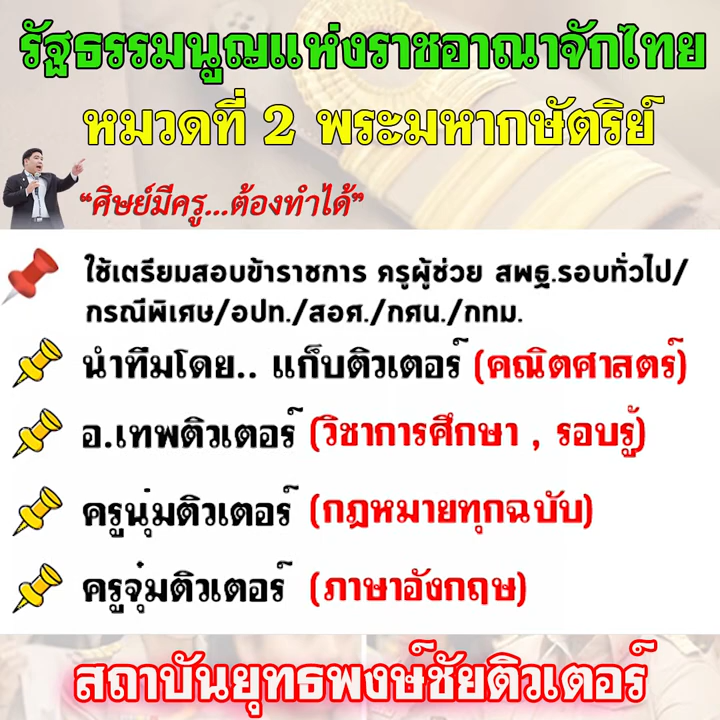 รัฐธรรมนูญแห่งราชอาณาจักไทย
หมวดที่ 2 พระมหากษัตริย์
“ศิษย์มีครู...ต้องทำได้”
ใช้เตรียมสอบข้าราชการ ครูผู้ช่วย สพฐ.รอบทั่วไป/
กรณีพิเศษ/อปท./สอศ./กศน./กทม.
นำทีมโดย.. แก๊บติวเตอร์ (คณิตศาสตร์)
อ.เทพติวเตอร์ (วิชาการศึกษา , รอบรู้)
ครูนุ่มติวเตอร์ (กฎหมายทุกฉบับ)
ครูจุ๋มติวเตอร์ (ภาษาอังกฤษ)
สถาบันยุทธพงษ์ชัยติวเตอร์